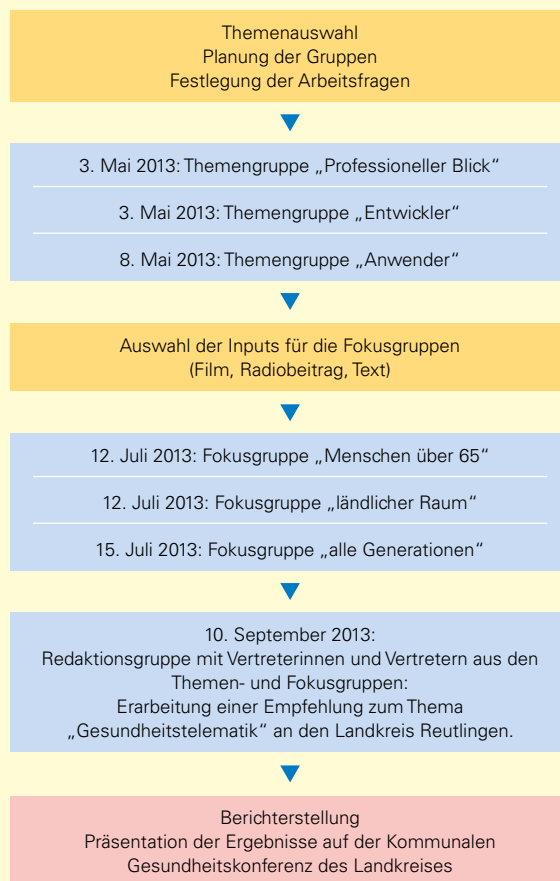 Themenauswahl
Planung der Gruppen
Festlegung der Arbeitsfragen
3. Mai 2013: Themengruppe „Professioneller Blick“
3. Mai 2013: Themengruppe „Entwickler“
8. Mai 2013: Themengruppe „Anwender“
Auswahl der Inputs für die Fokusgruppen
(Film, Radiobeitrag, Text)
12. Juli 2013: Fokusgruppe „Menschen über 65“
12. Juli 2013: Fokusgruppe „ländlicher Raum“
15. Juli 2013: Fokusgruppe „alle Generationen“
10. September 2013:
Redaktionsgruppe mit Vertreterinnen und Vertretern aus den
Themen- und Fokusgruppen:
Erarbeitung einer Empfehlung zum Thema
„Gesundheitstelematik“ an den Landkreis Reutlingen.
Berichterstellung
Präsentation der Ergebnisse auf der Kommunalen
Gesundheitskonferenz des Landkreises